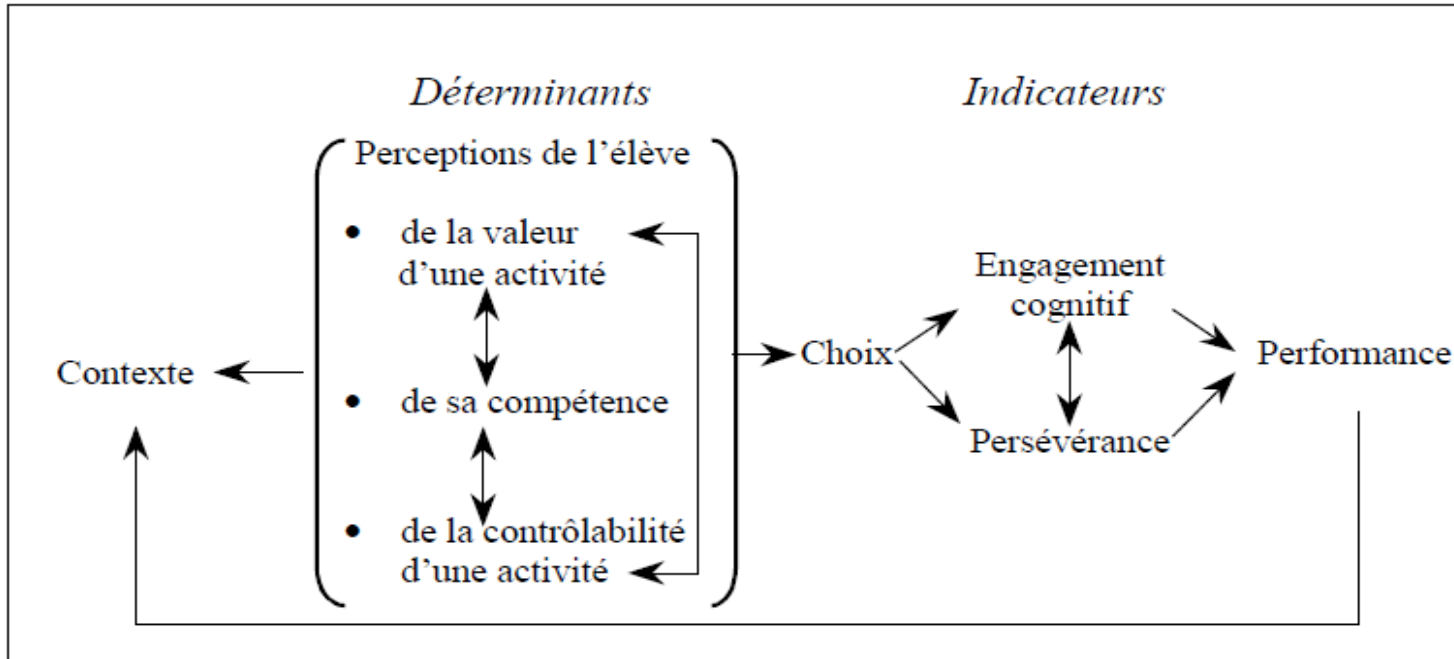 Déterminants
Indicateurs
Perceptions de l'élève
• de la valeur
d'une activité
Engagement
cognitif
Contexte
• de sa compétence
Choix
Performance
Persévérance
• de la contrôlabilité
d'une activité